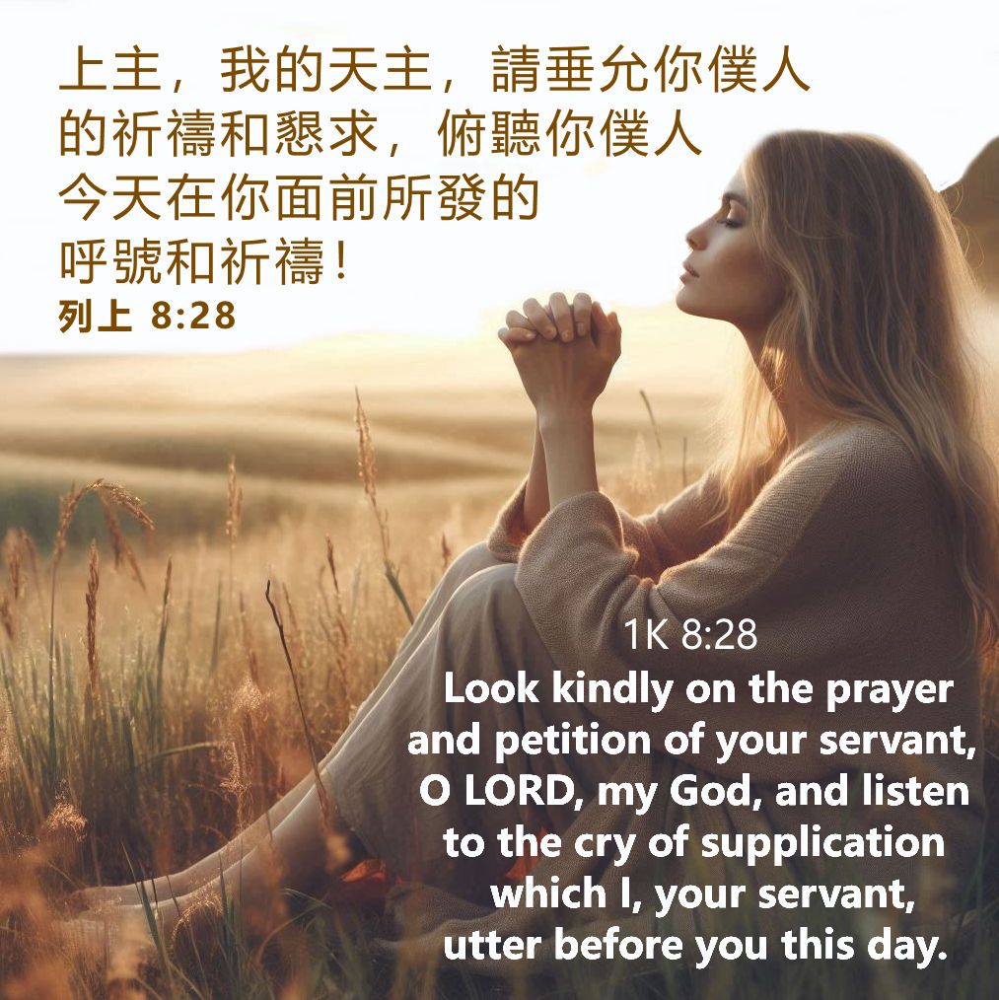 上主，我的天主，請垂允你僕人
的祈禱和懇求，俯聽你僕人
今天在你面前所發的
呼號和祈禱！
列上 8:28
1K 8:28
Look kindly on the prayer
and petition of your servant,
O LORD, my God, and listen
to the cry of supplication
which I, your servant,
utter before you this day.